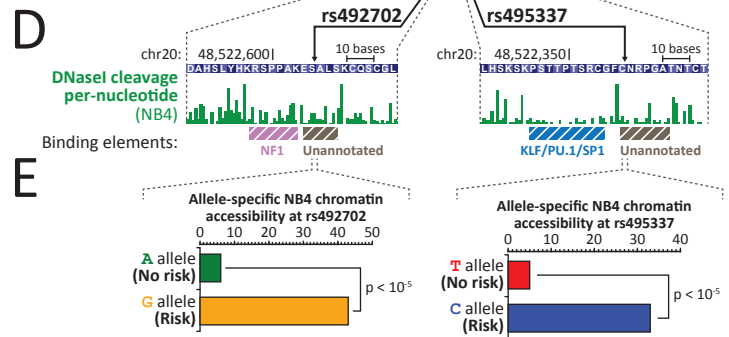 D
rs492702
rs495337
chr20: 48,522,600
10 bases
chr20: 48,522,350
10 bases
DAHSLYHKRSPPAKESALSKCQSCGL
LHSKSKPSTTPTSRCGFCNRPGATNTCT
DNaseI cleavage
per-nucleotide
(NB4)
Binding elements:
NF1
Unannotated
KLF/PU.1/SP1
Unannotated
E
Allele-specific NB4 chromatin
accessibility at rs492702
0 10 20 30 40 50
A allele
(No risk)
G allele
(Risk)
p < 10⁻⁵
Allele-specific NB4 chromatin
accessibility at rs495337
0 10 20 30 40
T allele
(No risk)
C allele
(Risk)
p < 10⁻⁵